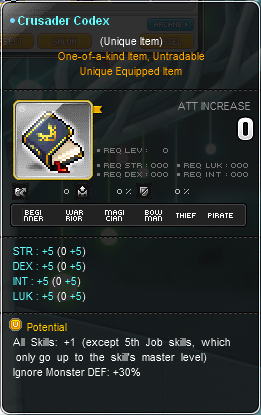 Crusader Codex
(Unique Item)
One-of-a-kind Item, Untradable
Unique Equipped Item
ATT INCREASE
0
REQ LEV : 0
REQ STR : 000 REQ LUK : 000
REQ DEX : 000 REQ INT : 000
0 0 % 0 %
BEGINNER WARRIOR MAGICIAN BOWMAN THIEF PIRATE
STR : +5 (0 +5)
DEX : +5 (0 +5)
INT : +5 (0 +5)
LUK : +5 (0 +5)
Potential
All Skills: +1 (except 5th Job skills, which
only go up to the skill's master level)
Ignore Monster DEF: +30%